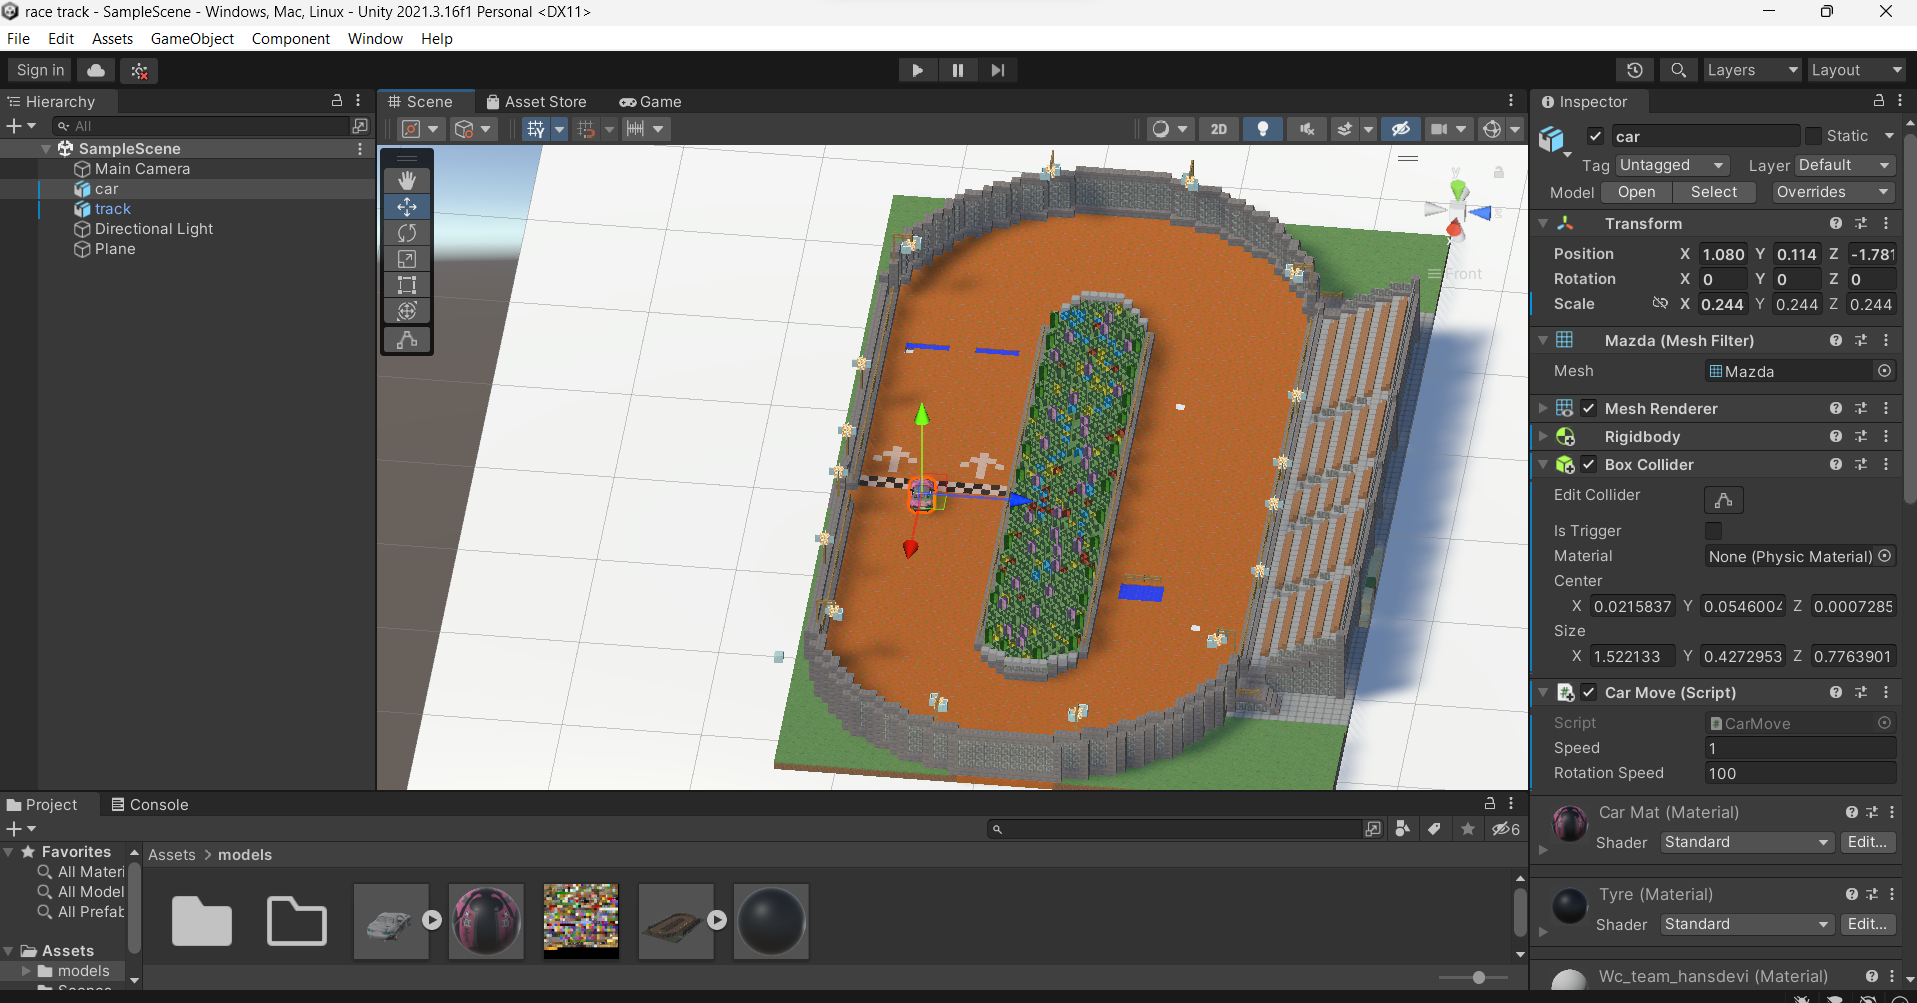 race track - SampleScene - Windows, Mac, Linux - Unity 2021.3.16f1 Personal <DX11>
File Edit Assets GameObject Component Window Help
Sign in Layers Layout
Hierarchy
All
SampleScene
Main Camera
car
track
Directional Light
Plane
Scene Asset Store Game
2D
y
Front
Inspector
car Static
Tag Untagged Layer Default
Model Open Select Overrides
Transform
Position X 1.080 Y 0.114 Z -1.781
Rotation X 0 Y 0 Z 0
Scale X 0.244 Y 0.244 Z 0.244
Mazda (Mesh Filter)
Mesh Mazda
Mesh Renderer
Rigidbody
Box Collider
Edit Collider
Is Trigger
Material None (Physic Material)
Center
X 0.0215837 Y 0.0546004 Z 0.0007285
Size
X 1.522133 Y 0.4272953 Z 0.7763901
Car Move (Script)
Script CarMove
Speed 1
Rotation Speed 100
Car Mat (Material)
Shader Standard Edit...
Tyre (Material)
Shader Standard Edit...
Wc_team_hansdevi (Material)
Project Console
6
Favorites
All Materi
All Model
All Prefab
Assets
models
Assets > models